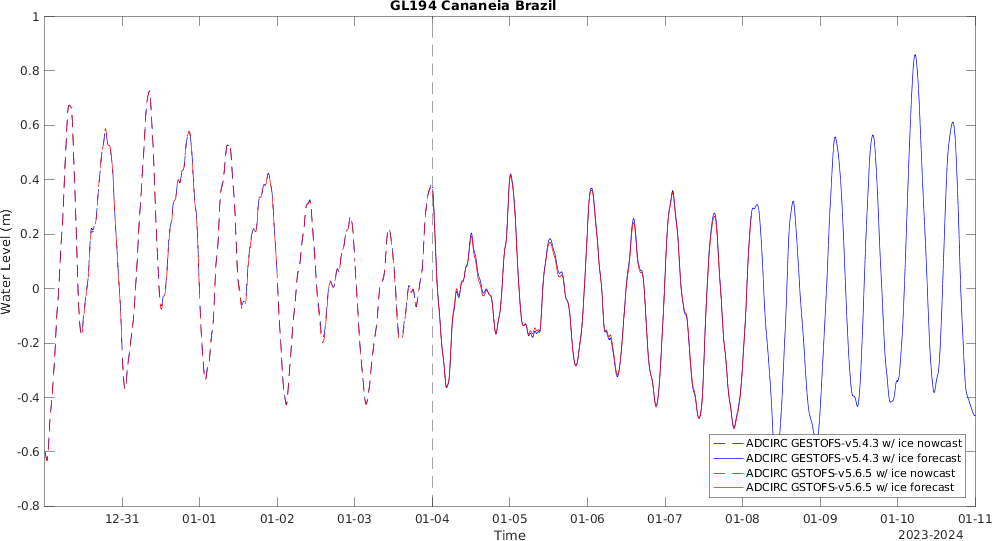 GL194 Cananeia Brazil
Water Level (m)
1
0.8
0.6
0.4
0.2
0
-0.2
-0.4
-0.6
-0.8
ADCIRC GESTOFS-v5.4.3 w/ ice nowcast
ADCIRC GESTOFS-v5.4.3 w/ ice forecast
ADCIRC GSTOFS-v5.6.5 w/ ice nowcast
ADCIRC GSTOFS-v5.6.5 w/ ice forecast
12-31 01-01 01-02 01-03 01-04 01-05 01-06 01-07 01-08 01-09 01-10 01-11
Time
2023-2024